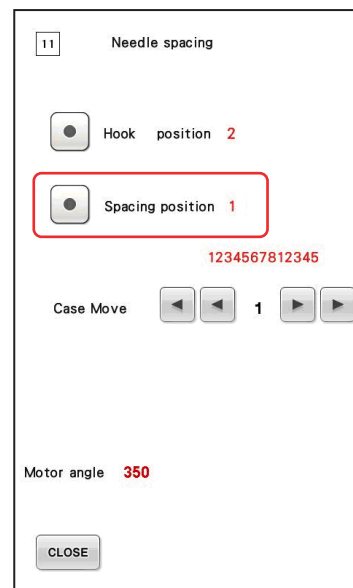 11 Needle spacing
Hook position 2
Spacing position 1
1234567812345
Case Move ◀ ◀ 1 ▶ ▶
Motor angle 350
CLOSE